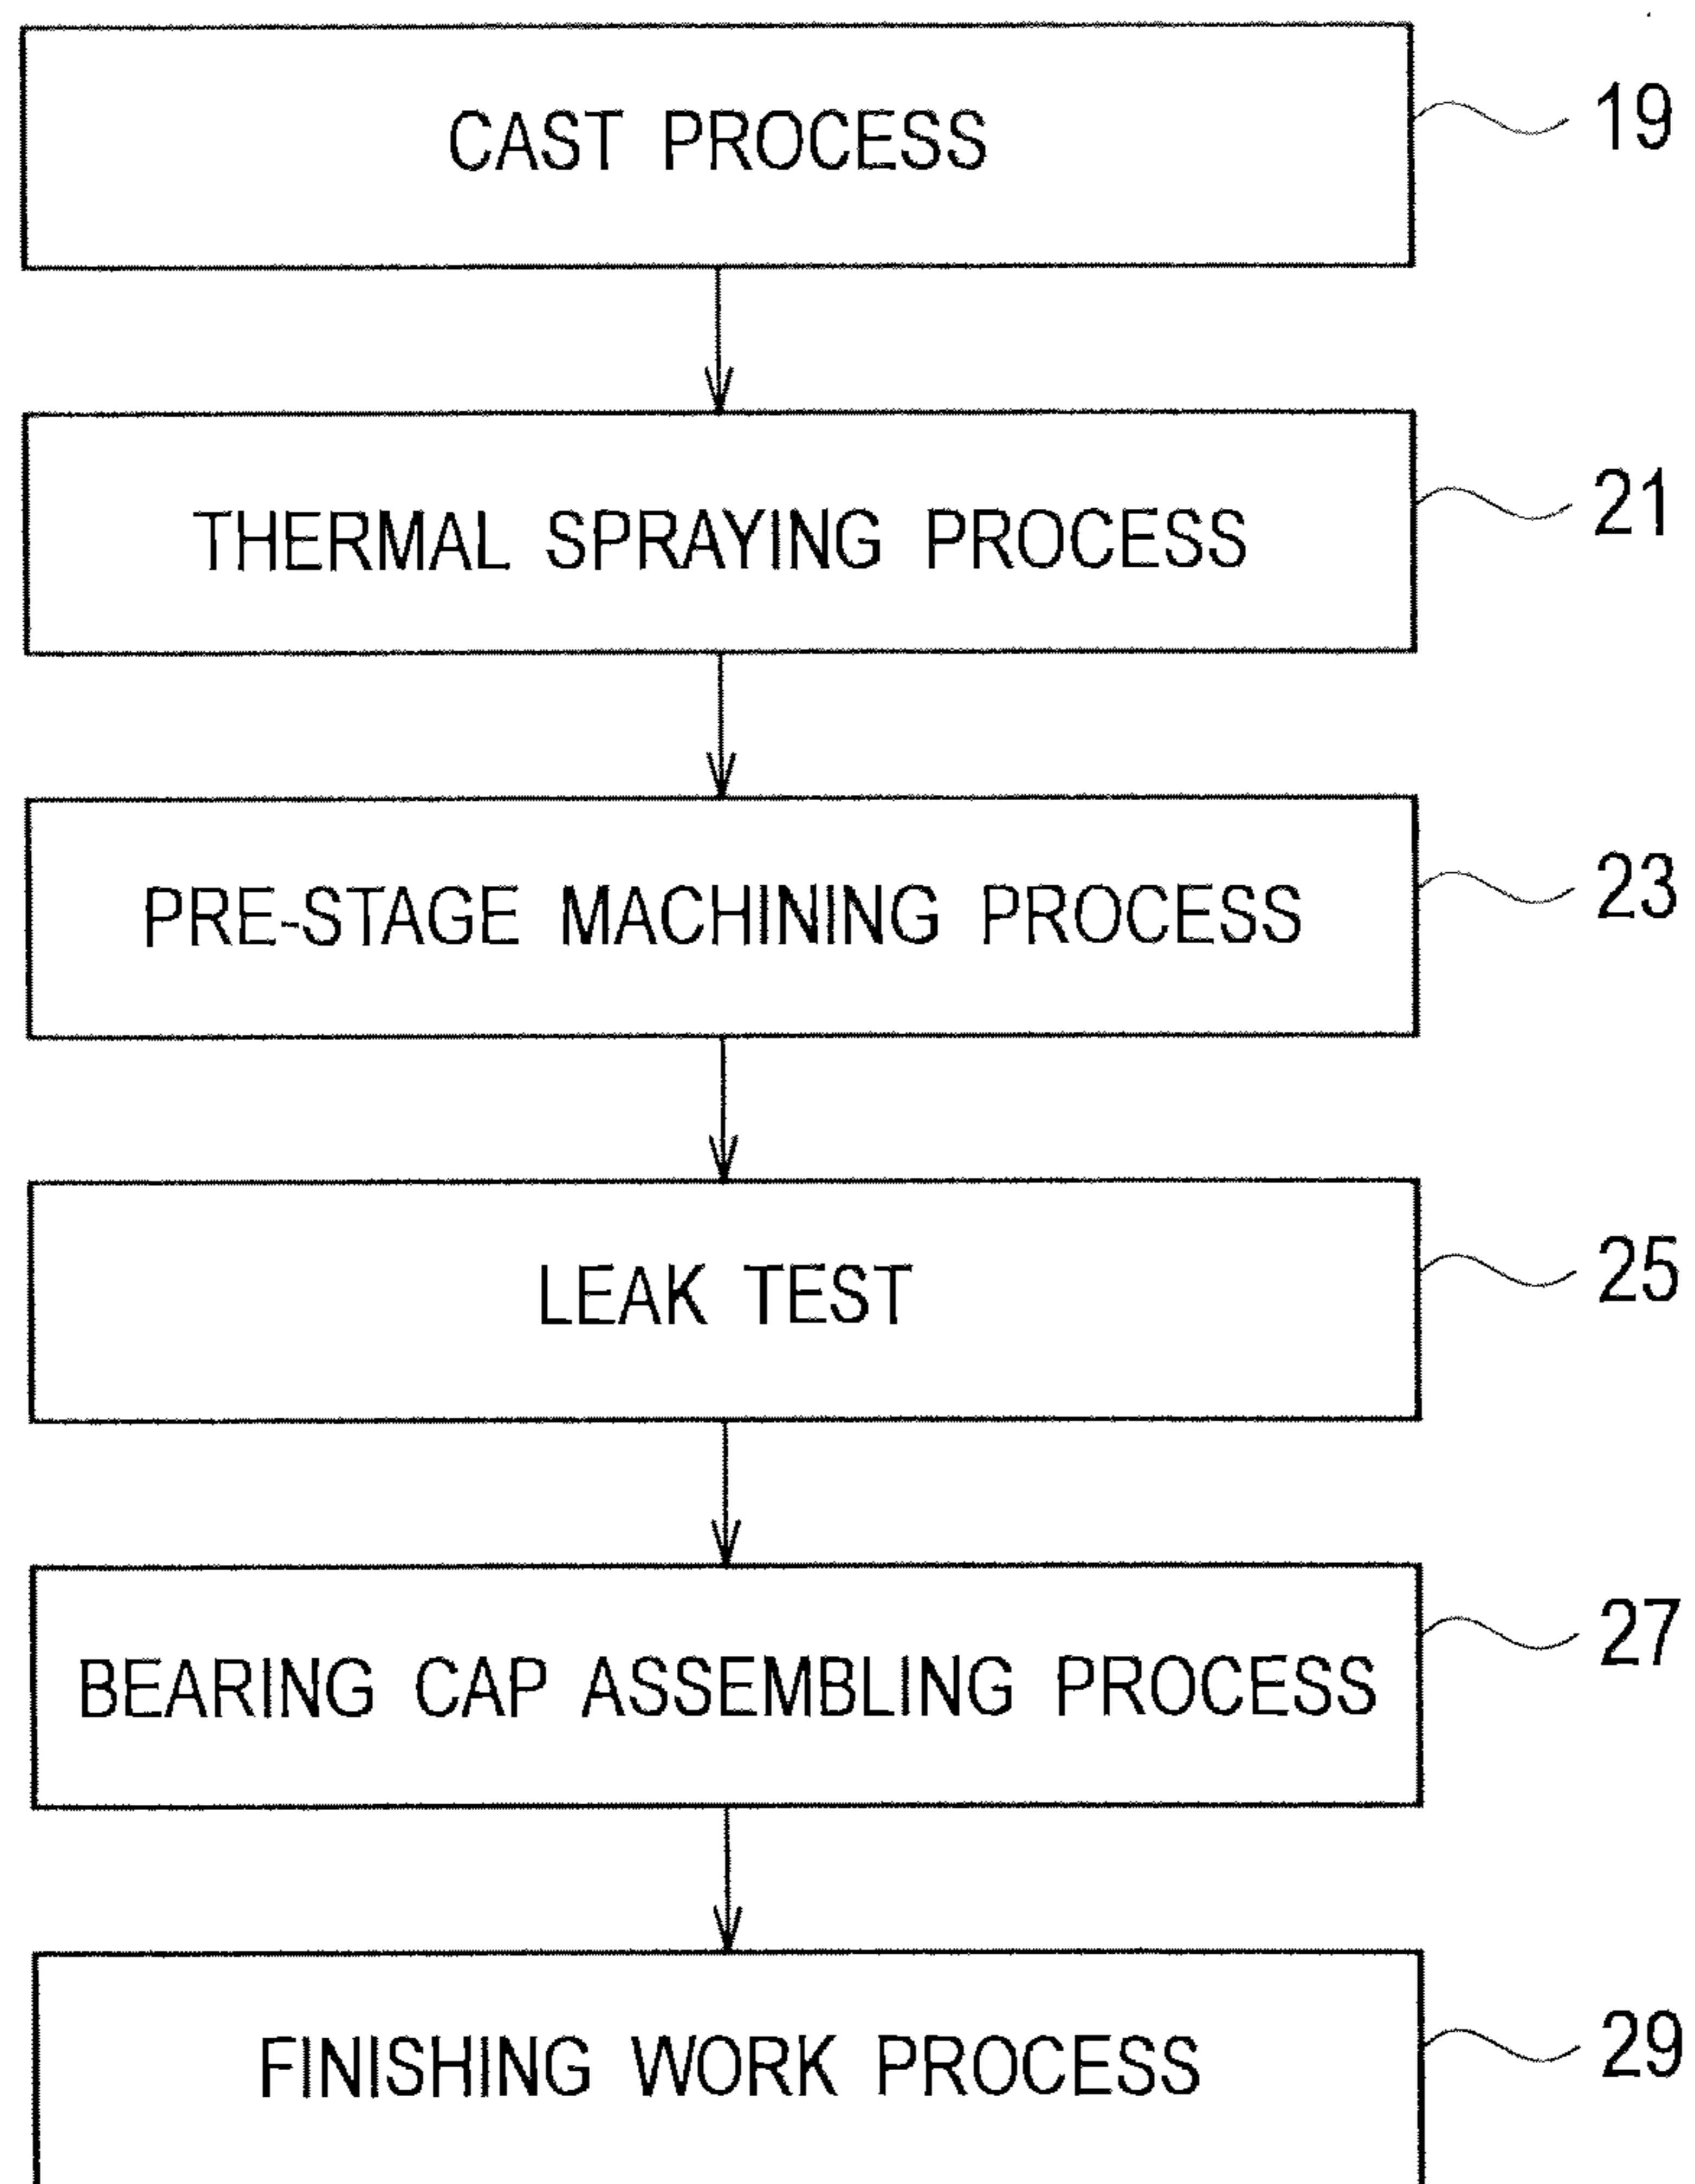 CAST PROCESS 19
THERMAL SPRAYING PROCESS 21
PRE-STAGE MACHINING PROCESS 23
LEAK TEST 25
BEARING CAP ASSEMBLING PROCESS 27
FINISHING WORK PROCESS 29